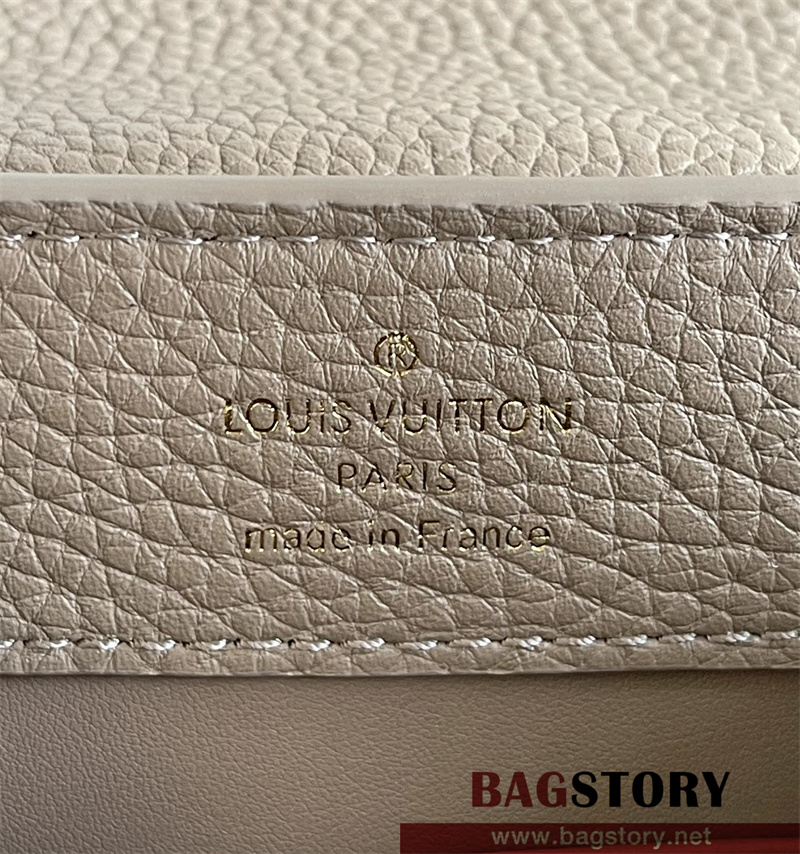 ®
LOUIS VUITTON
PARIS
made in France
BAGSTORY
www.bagstory.net